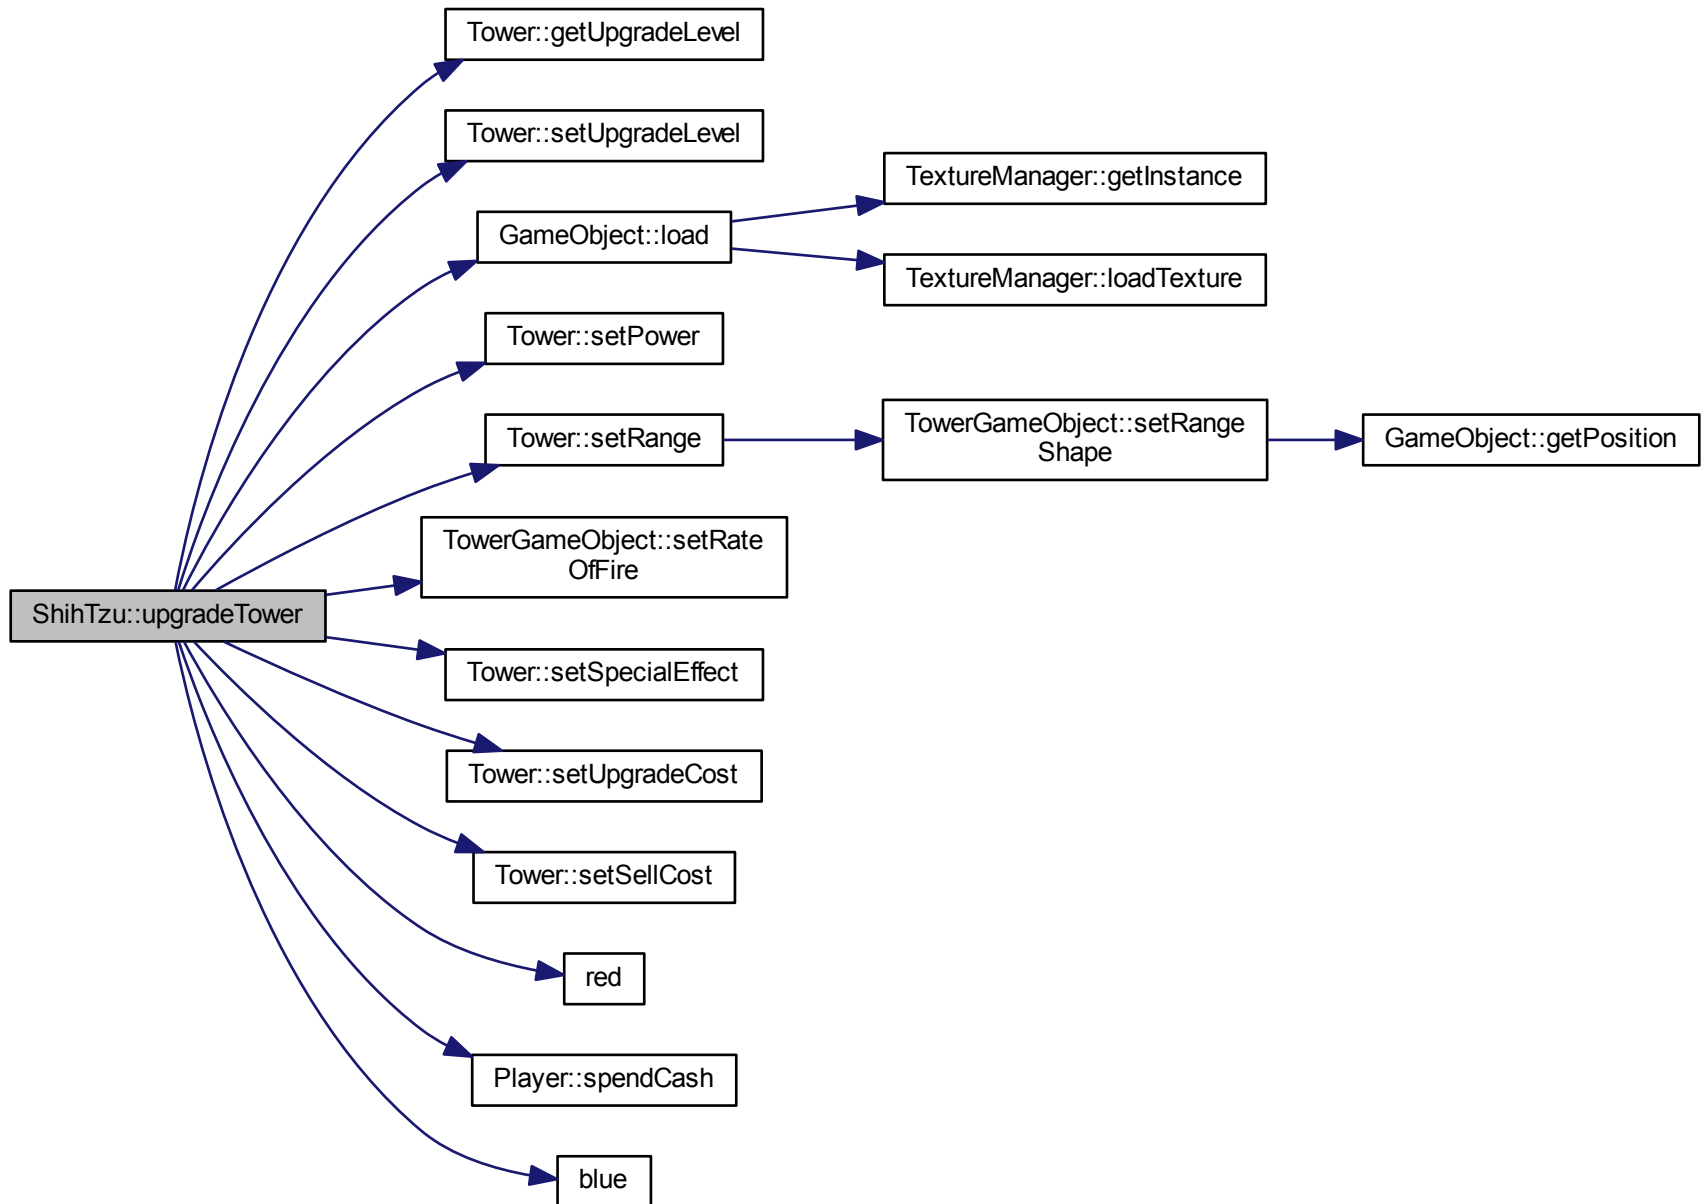 Tower::getUpgradeLevel
Tower::setUpgradeLevel
TextureManager::getInstance
GameObject::load
TextureManager::loadTexture
Tower::setPower
Tower::setRange
TowerGameObject::setRange
Shape
GameObject::getPosition
TowerGameObject::setRate
OfFire
ShihTzu::upgradeTower
Tower::setSpecialEffect
Tower::setUpgradeCost
Tower::setSellCost
red
Player::spendCash
blue